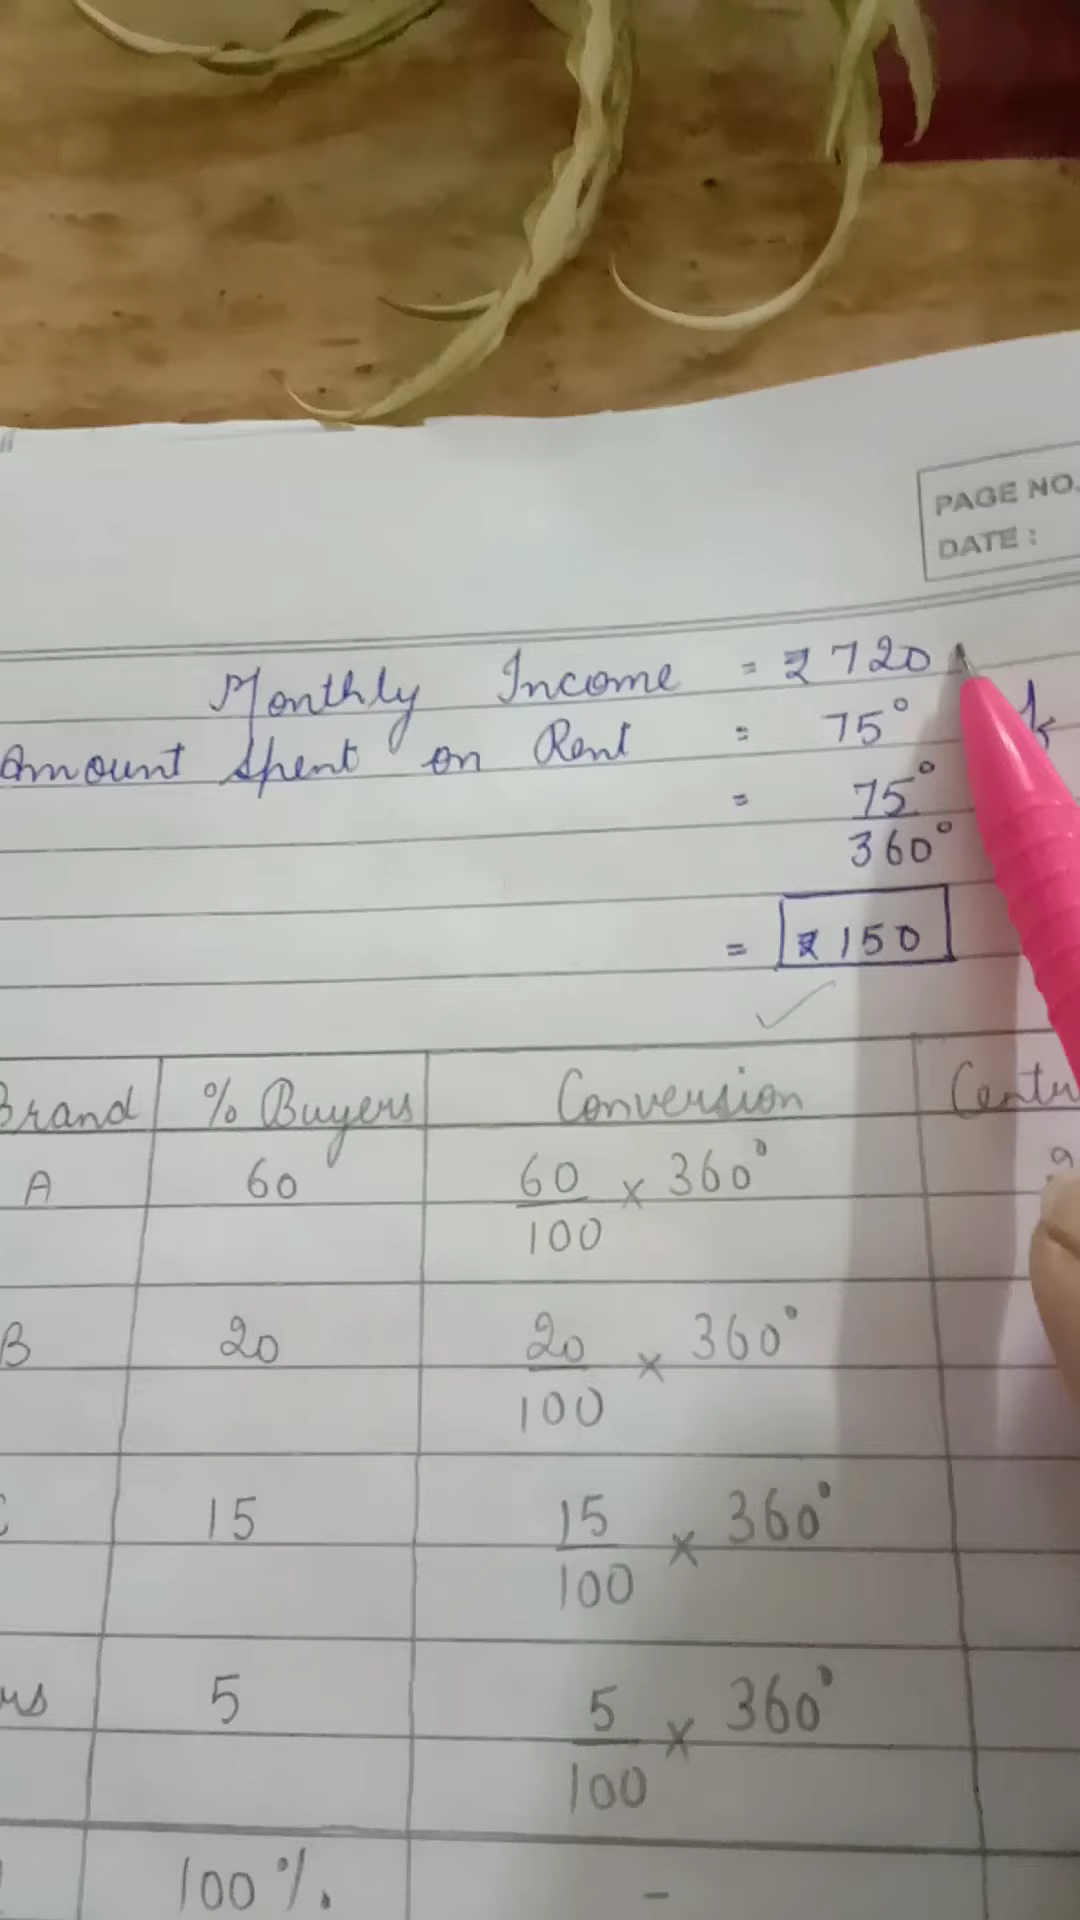 PAGE NO.
DATE :
Monthly Income = ₹ 720
Amount Spent on Rent = 75°
= 75°
360°
= ₹ 150
Brand % Buyers Conversion
A 60 60 × 360°
100
B 20 20 × 360°
100
15 15 × 360°
100
5 5 × 360°
100
100 %. -